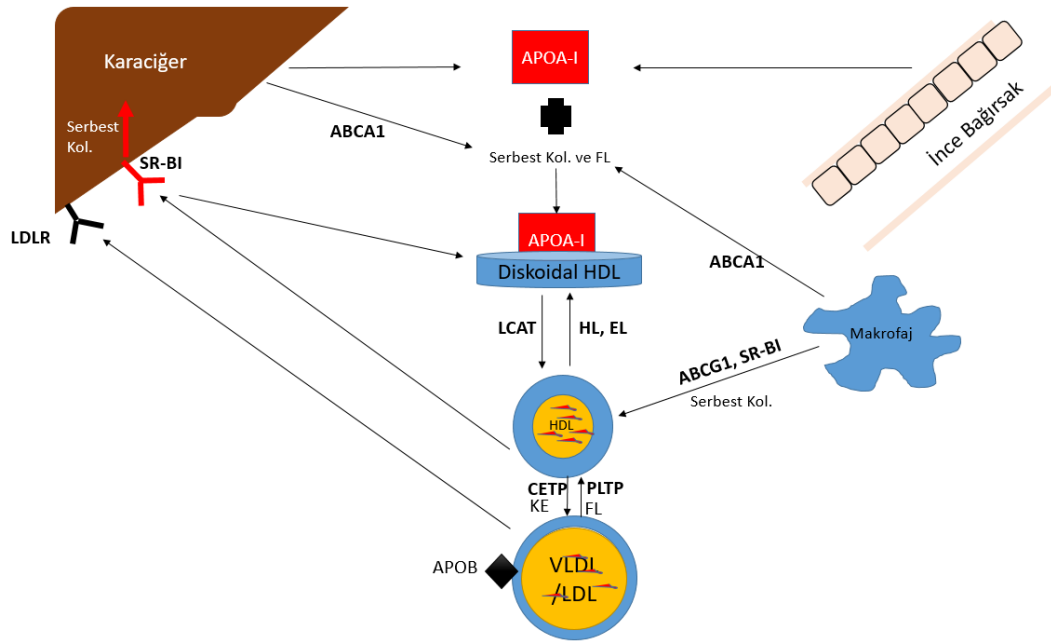 Karaciğer
APOA-I
Serbest
Kol.
ABCA1
SR-BI
Serbest Kol. ve FL
İnce Bağırsak
LDLR
APOA-I
Diskoidal HDL
ABCA1
LCAT
HL, EL
Makrofaj
ABCG1, SR-BI
Serbest Kol.
HDL
CETP
KE
PLTP
FL
APOB
VLDL
/LDL